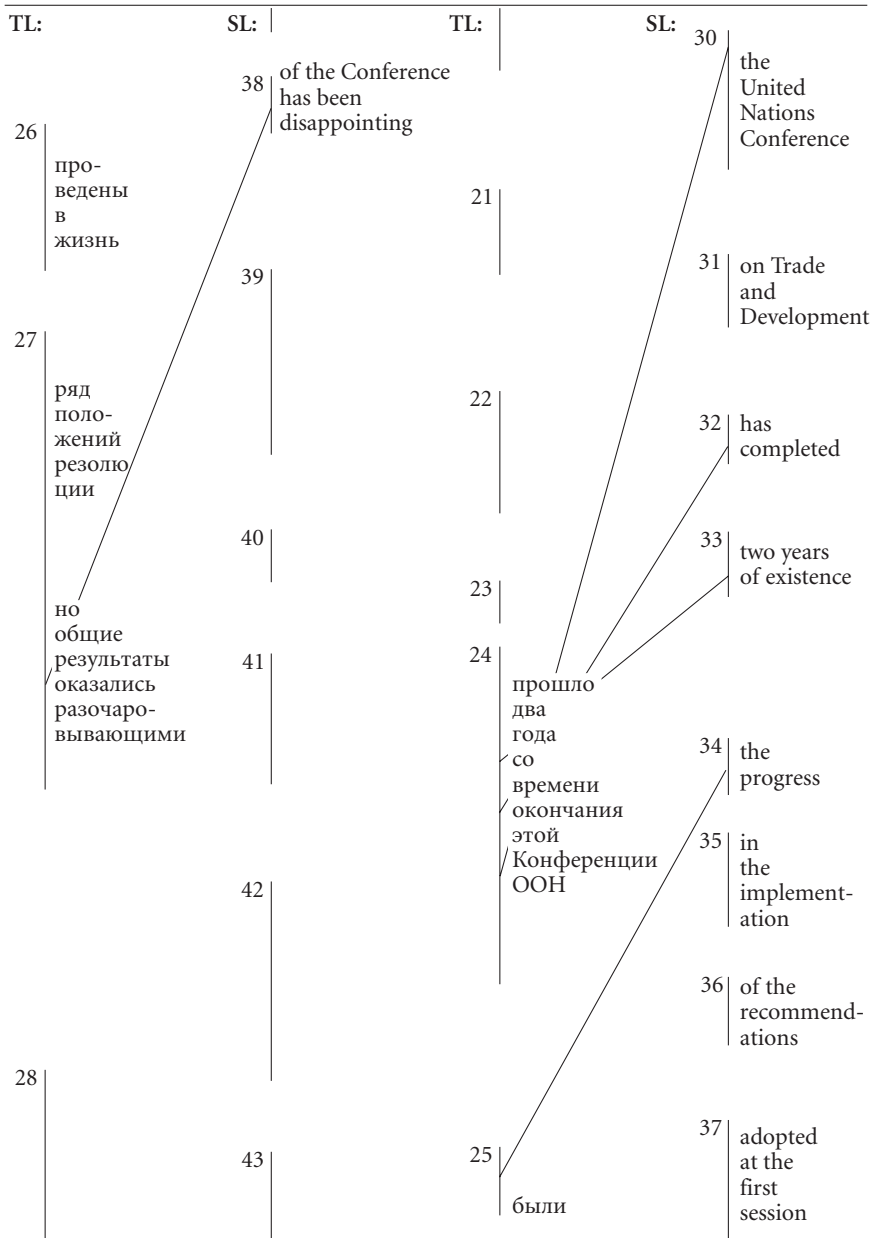 TL:
SL:
TL:
SL:
26
про-
ведены
в
жизнь
27
ряд
поло-
жений
резолю
ции
но
общие
результаты
оказались
разочаро-
вывающими
28
38
of the Conference
has been
disappointing
39
40
41
42
43
21
22
23
24
прошло
два
года
со
времени
окончания
этой
Конференции
ООН
25
были
30
the
United
Nations
Conference
31
on Trade
and
Development
32
has
completed
33
two years
of existence
34
the
progress
35
in
the
implement-
ation
36
of the
recommend-
ations
37
adopted
at the
first
session